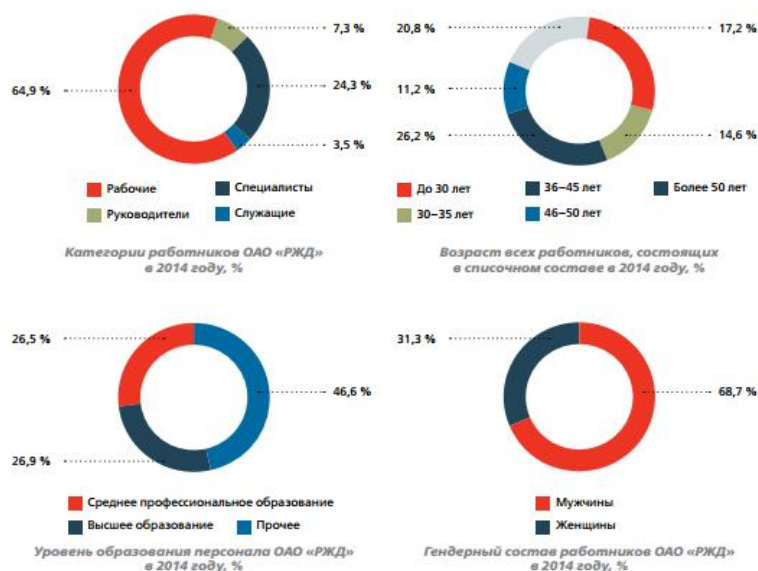 7,3 %
64,9 %
24,3 %
3,5 %
Рабочие
Специалисты
Руководители
Служащие
Категории работников ОАО «РЖД»
в 2014 году, %
20,8 %
17,2 %
11,2 %
26,2 %
14,6 %
До 30 лет
36–45 лет
Более 50 лет
30–35 лет
46–50 лет
Возраст всех работников, состоящих
в списочном составе в 2014 году, %
26,5 %
46,6 %
26,9 %
Среднее профессиональное образование
Высшее образование
Прочее
Уровень образования персонала ОАО «РЖД»
в 2014 году, %
31,3 %
68,7 %
Мужчины
Женщины
Гендерный состав работников ОАО «РЖД»
в 2014 году, %